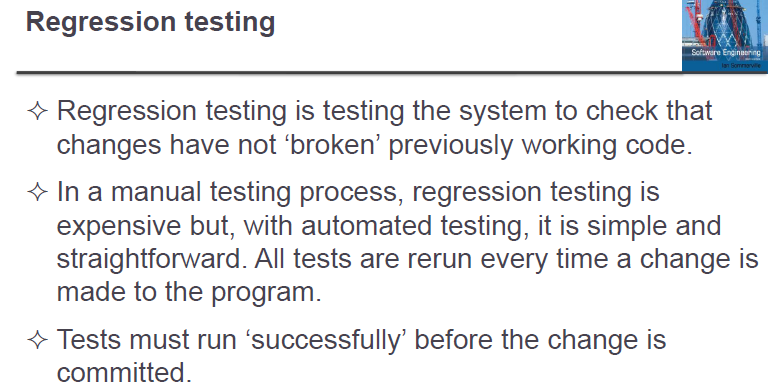 Regression testing
Software Engineering
Ian Sommerville
✧ Regression testing is testing the system to check that
changes have not ‘broken’ previously working code.
✧ In a manual testing process, regression testing is
expensive but, with automated testing, it is simple and
straightforward. All tests are rerun every time a change is
made to the program.
✧ Tests must run ‘successfully’ before the change is
committed.